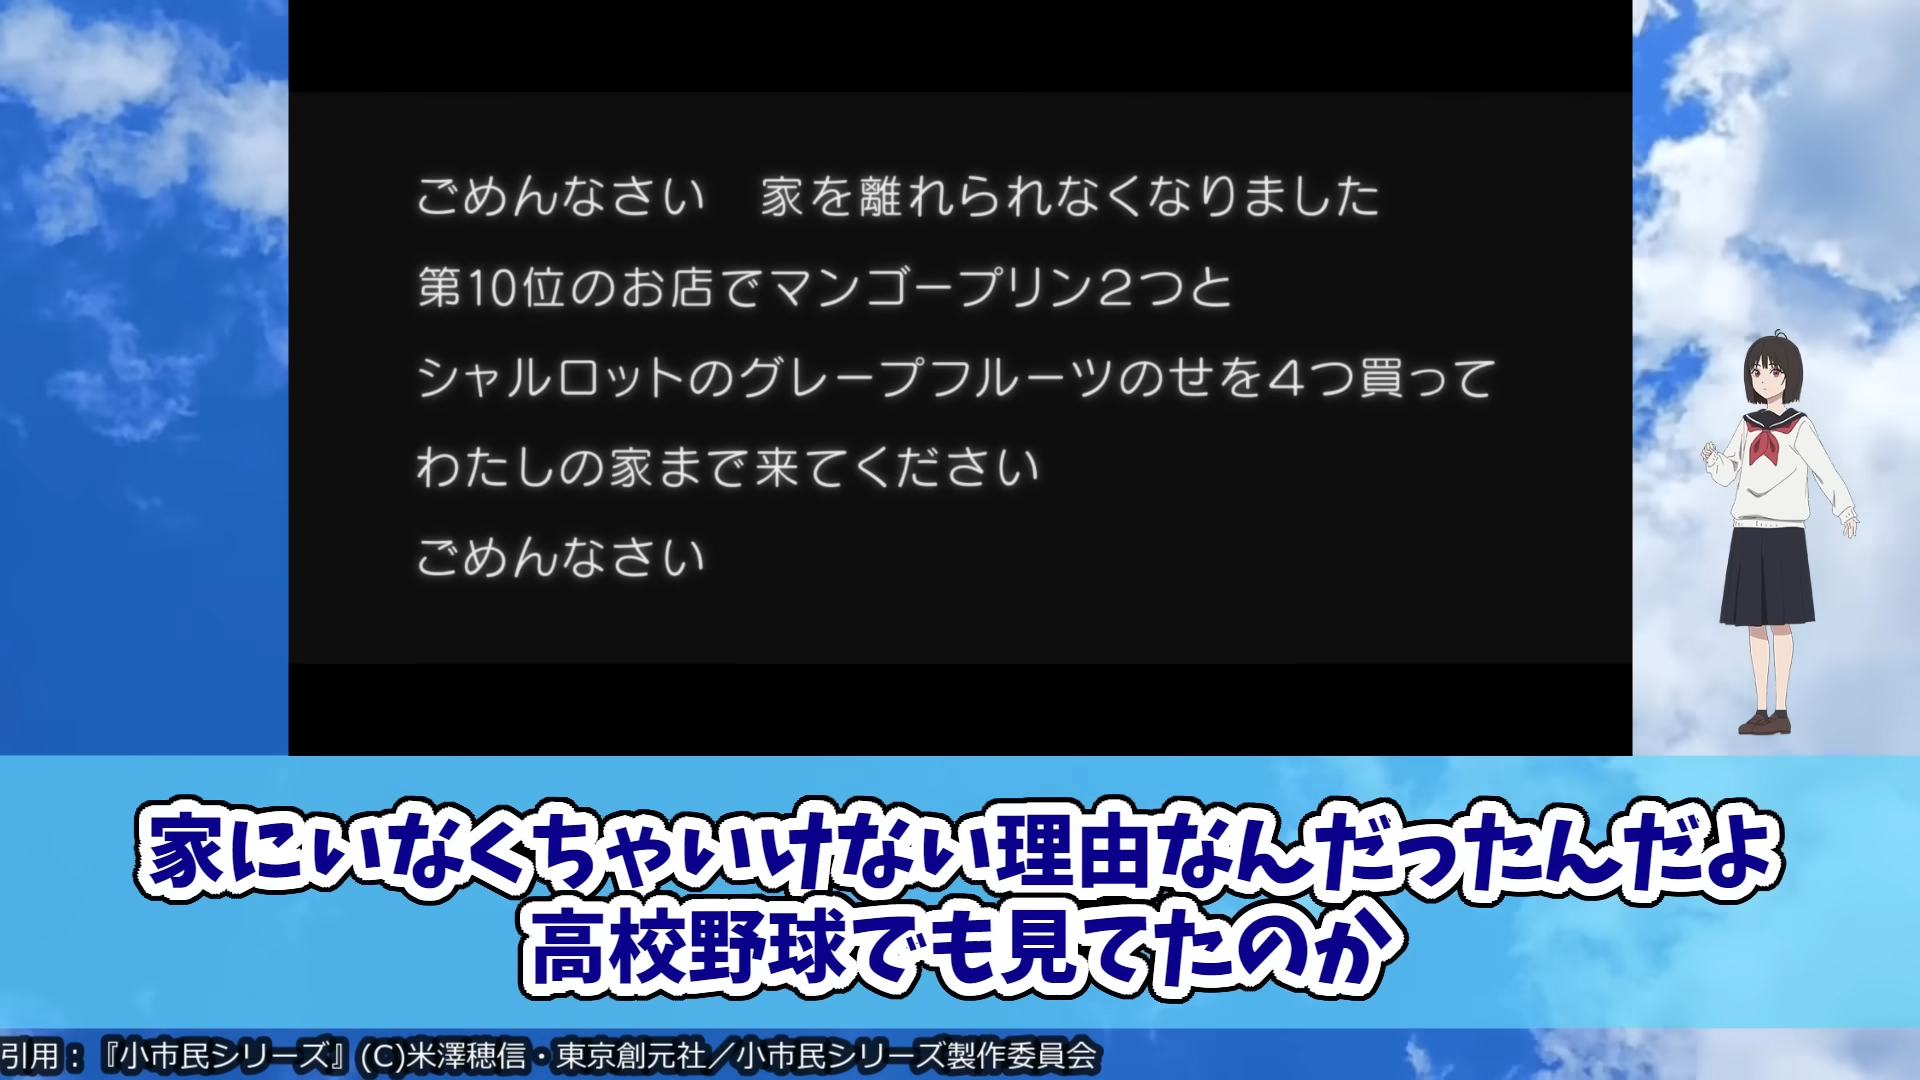 ごめんなさい　家を離れられなくなりました
第10位のお店でマンゴープリン２つと
シャルロットのグレープフルーツのせを４つ買って
わたしの家まで来てください
ごめんなさい
家にいなくちゃいけない理由なんだったんだよ
高校野球でも見てたのか
引用：『小市民シリーズ』(C)米澤穂信・東京創元社／小市民シリーズ製作委員会